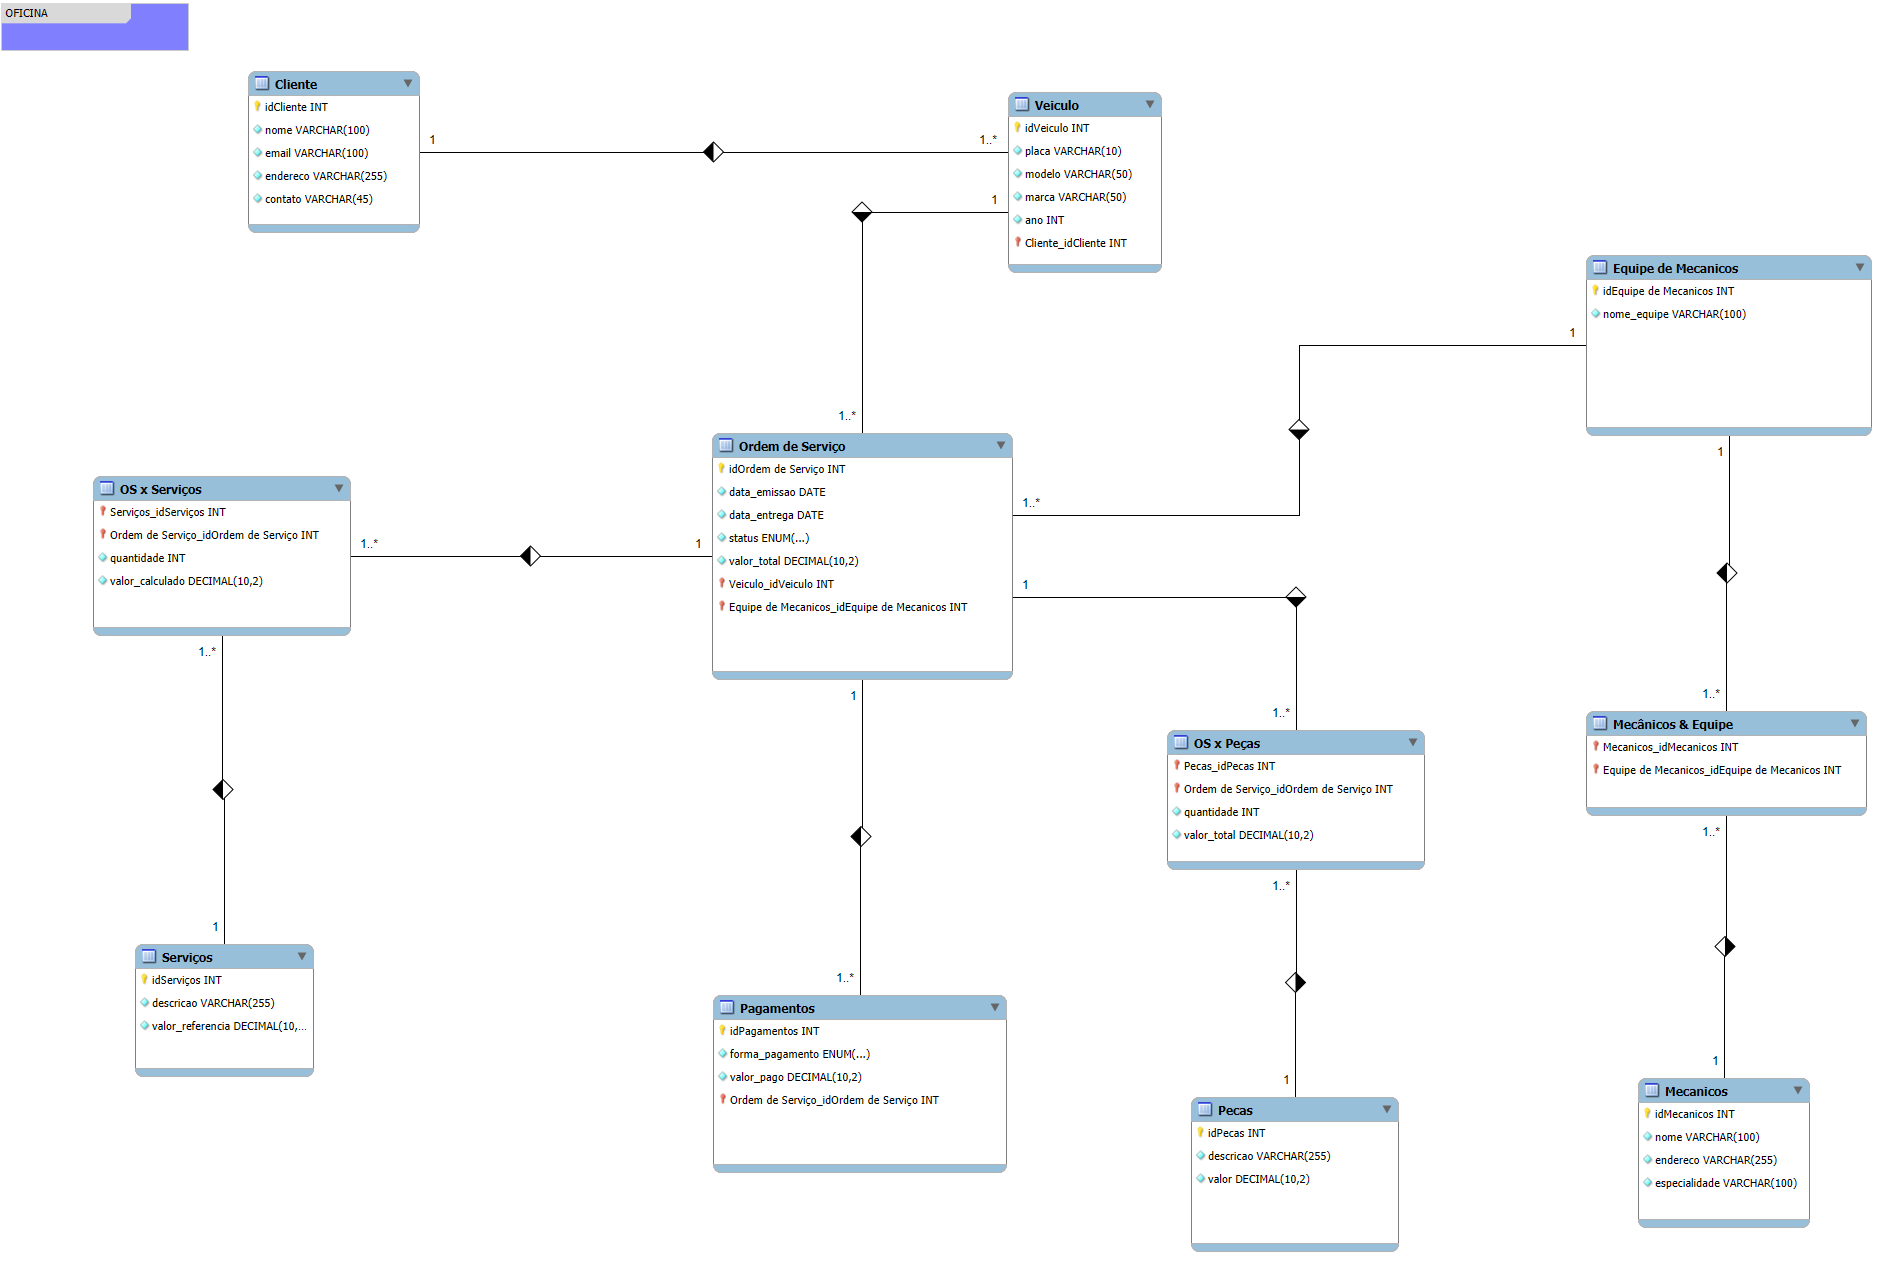 OFICINA
Cliente
idCliente INT
nome VARCHAR(100)
email VARCHAR(100)
endereco VARCHAR(255)
contato VARCHAR(45)
1
1..*
Veiculo
idVeiculo INT
placa VARCHAR(10)
modelo VARCHAR(50)
marca VARCHAR(50)
ano INT
Cliente_idCliente INT
1
1..*
Equipe de Mecanicos
idEquipe de Mecanicos INT
nome_equipe VARCHAR(100)
1
1..*
1
Ordem de Serviço
idOrdem de Serviço INT
data_emissao DATE
data_entrega DATE
status ENUM(...)
valor_total DECIMAL(10,2)
Veiculo_idVeiculo INT
Equipe de Mecanicos_idEquipe de Mecanicos INT
OS x Serviços
Serviços_idServiços INT
Ordem de Serviço_idOrdem de Serviço INT
quantidade INT
valor_calculado DECIMAL(10,2)
1..*
1
1..*
1
Serviços
idServiços INT
descricao VARCHAR(255)
valor_referencia DECIMAL(10,...
1
1..*
Pagamentos
idPagamentos INT
forma_pagamento ENUM(...)
valor_pago DECIMAL(10,2)
Ordem de Serviço_idOrdem de Serviço INT
1
1..*
OS x Peças
Pecas_idPecas INT
Ordem de Serviço_idOrdem de Serviço INT
quantidade INT
valor_total DECIMAL(10,2)
1..*
1
Pecas
idPecas INT
descricao VARCHAR(255)
valor DECIMAL(10,2)
1..*
Mecânicos & Equipe
Mecanicos_idMecanicos INT
Equipe de Mecanicos_idEquipe de Mecanicos INT
1..*
1
Mecanicos
idMecanicos INT
nome VARCHAR(100)
endereco VARCHAR(255)
especialidade VARCHAR(100)